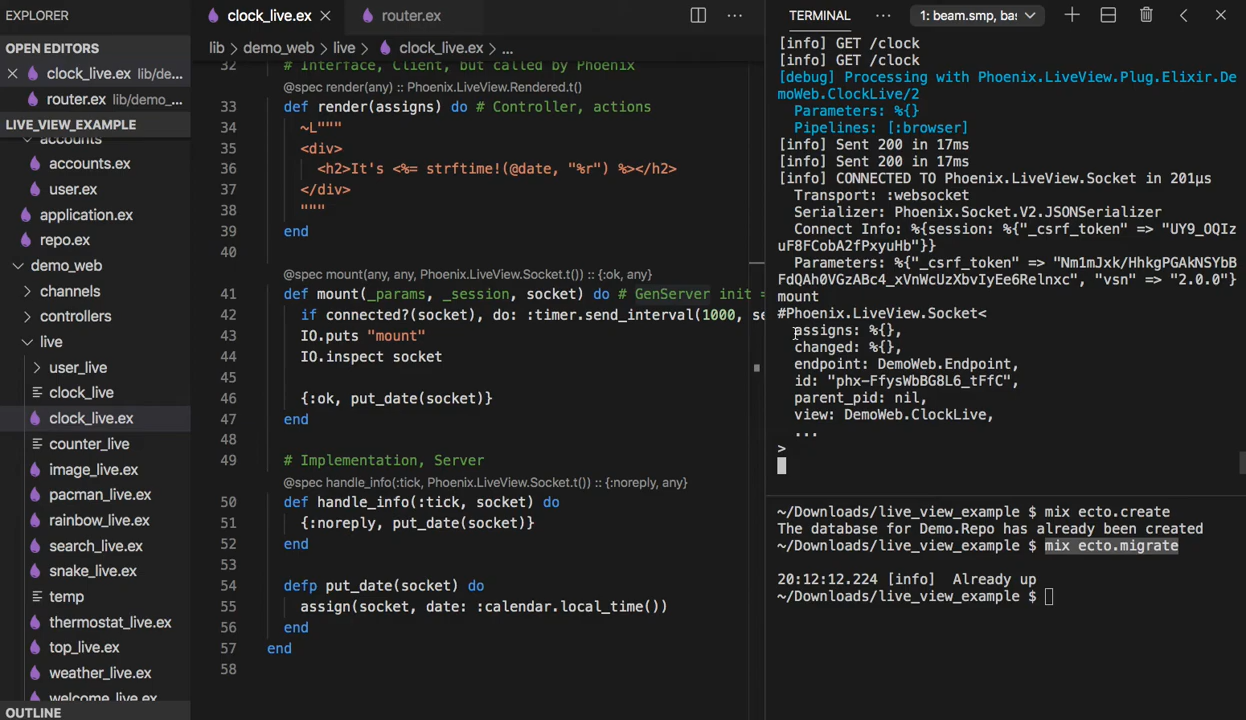 EXPLORER
OPEN EDITORS
clock_live.ex lib/de...
router.ex lib/demo_...
LIVE_VIEW_EXAMPLE
accounts
accounts.ex
user.ex
application.ex
repo.ex
demo_web
channels
controllers
live
user_live
clock_live
clock_live.ex
counter_live
image_live.ex
pacman_live.ex
rainbow_live.ex
search_live.ex
snake_live.ex
temp
thermostat_live.ex
top_live.ex
weather_live.ex
welcome_live.ex
OUTLINE
clock_live.ex
router.ex
lib > demo_web > live > clock_live.ex > ...
32 # Interface, Client, but called by Phoenix
@spec render(any) :: Phoenix.LiveView.Rendered.t()
33 def render(assigns) do # Controller, actions
34 ~L"""
35 <div>
36 <h2>It's <%= strftime!(@date, "%r") %></h2>
37 </div>
38 """
39 end
40
@spec mount(any, any, Phoenix.LiveView.Socket.t()) :: {:ok, any}
41 def mount(_params, _session, socket) do # GenServer init =
42 if connected?(socket), do: :timer.send_interval(1000, se
43 IO.puts "mount"
44 IO.inspect socket
45
46 {:ok, put_date(socket)}
47 end
48
49 # Implementation, Server
@spec handle_info(:tick, Phoenix.LiveView.Socket.t()) :: {:noreply, any}
50 def handle_info(:tick, socket) do
51 {:noreply, put_date(socket)}
52 end
53
54 defp put_date(socket) do
55 assign(socket, date: :calendar.local_time())
56 end
57 end
58
TERMINAL ... 1: beam.smp, bas
[info] GET /clock
[info] GET /clock
[debug] Processing with Phoenix.LiveView.Plug.Elixir.De
moWeb.ClockLive/2
Parameters: %{}
Pipelines: [:browser]
[info] Sent 200 in 17ms
[info] Sent 200 in 17ms
[info] CONNECTED TO Phoenix.LiveView.Socket in 201µs
Transport: :websocket
Serializer: Phoenix.Socket.V2.JSONSerializer
Connect Info: %{session: %{"_csrf_token" => "UY9_OQIz
uF8FCobA2fPxyuHb"}}
Parameters: %{"_csrf_token" => "Nm1mJxk/HhkgPGAkNSYbB
FdQAh0VGzABc4_xVnWcUzXbvIyEe6Relnxc", "vsn" => "2.0.0"}
mount
#Phoenix.LiveView.Socket<
assigns: %{},
changed: %{},
endpoint: DemoWeb.Endpoint,
id: "phx-FfysWbBG8L6_tFfC",
parent_pid: nil,
view: DemoWeb.ClockLive,
...
>
~/Downloads/live_view_example $ mix ecto.create
The database for Demo.Repo has already been created
~/Downloads/live_view_example $ mix ecto.migrate
20:12:12.224 [info]  Already up
~/Downloads/live_view_example $